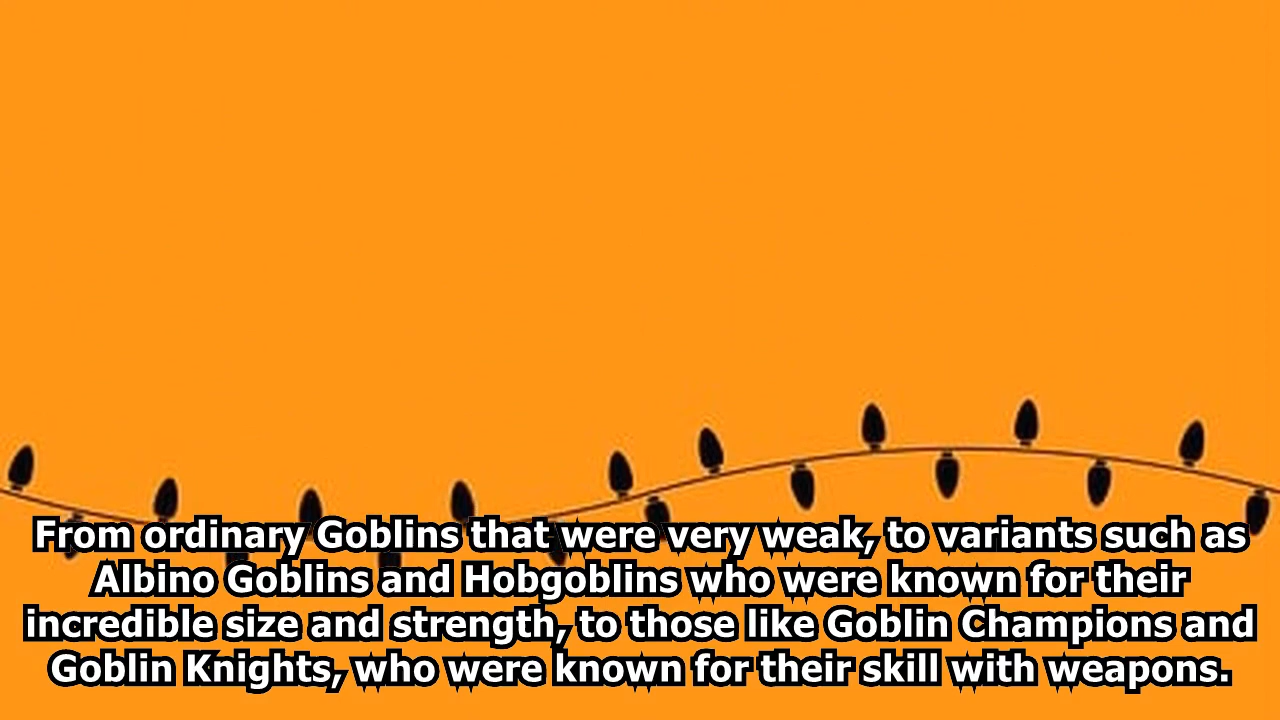 From ordinary Goblins that were very weak, to variants such as
Albino Goblins and Hobgoblins who were known for their
incredible size and strength, to those like Goblin Champions and
Goblin Knights, who were known for their skill with weapons.